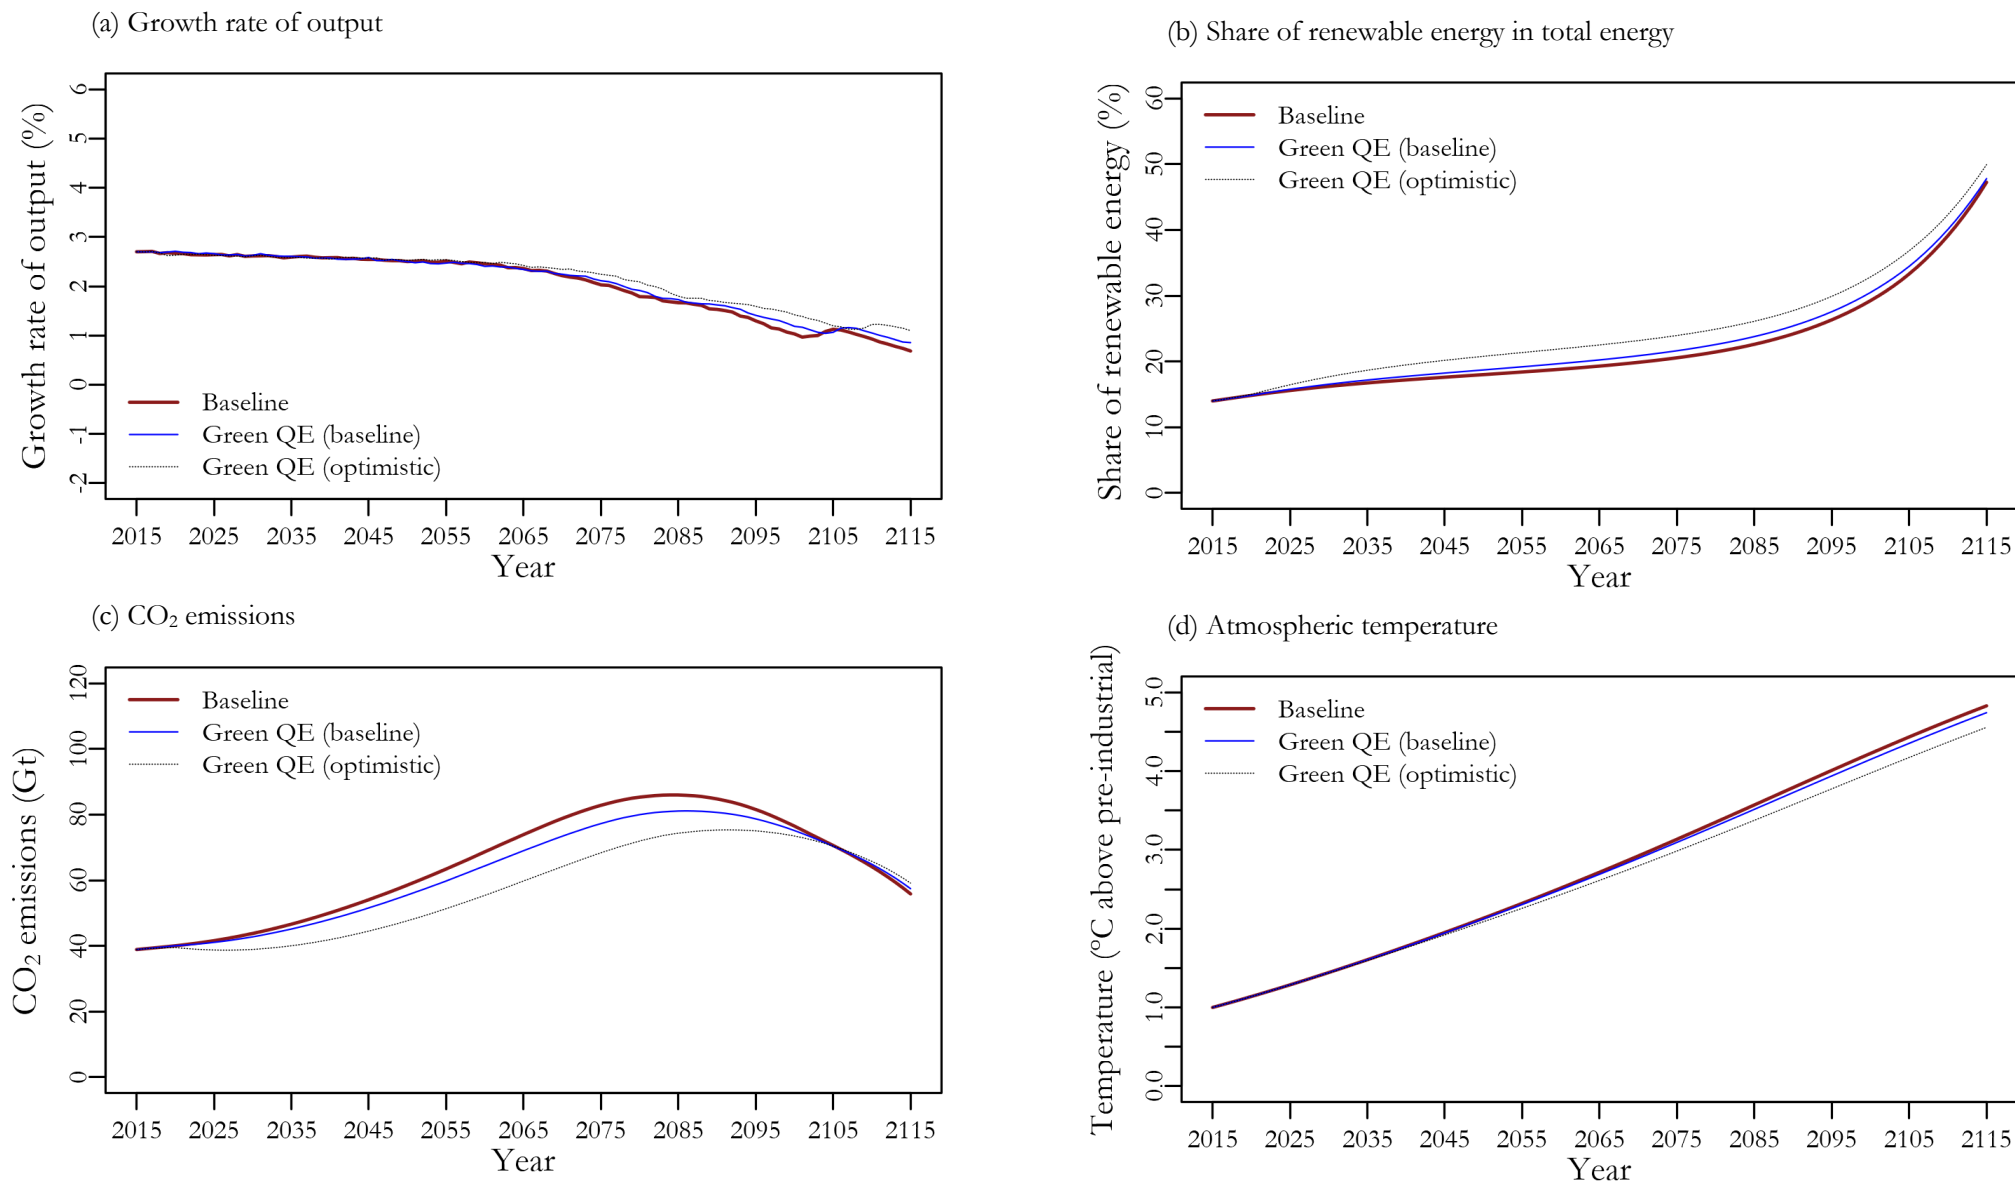 (a) Growth rate of output
Growth rate of output (%)
6
5
4
3
2
1
0
-1
-2
Baseline
Green QE (baseline)
Green QE (optimistic)
2015 2025 2035 2045 2055 2065 2075 2085 2095 2105 2115
Year
(b) Share of renewable energy in total energy
Share of renewable energy (%)
60
50
40
30
20
10
0
Baseline
Green QE (baseline)
Green QE (optimistic)
2015 2025 2035 2045 2055 2065 2075 2085 2095 2105 2115
Year
(c) CO₂ emissions
CO₂ emissions (Gt)
120
100
80
60
40
20
0
Baseline
Green QE (baseline)
Green QE (optimistic)
2015 2025 2035 2045 2055 2065 2075 2085 2095 2105 2115
Year
(d) Atmospheric temperature
Temperature (°C above pre-industrial)
5.0
4.0
3.0
2.0
1.0
0.0
Baseline
Green QE (baseline)
Green QE (optimistic)
2015 2025 2035 2045 2055 2065 2075 2085 2095 2105 2115
Year